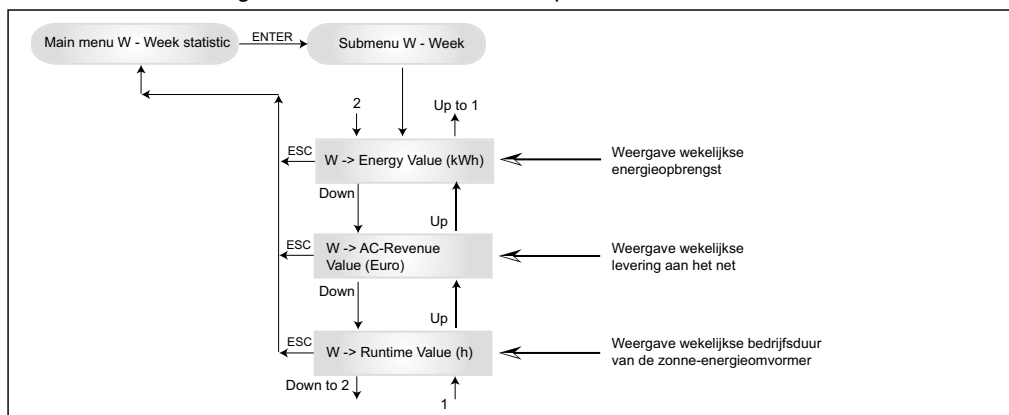 Main menu W - Week statistic
ENTER
Submenu W - Week
2
Up to 1
ESC
W -> Energy Value (kWh)
Weergave wekelijkse
energieopbrengst
Down
Up
ESC
W -> AC-Revenue
Value (Euro)
Weergave wekelijkse
levering aan het net
Down
Up
ESC
W -> Runtime Value (h)
Weergave wekelijkse bedrijfsduur
van de zonne-energieomvormer
Down to 2
1